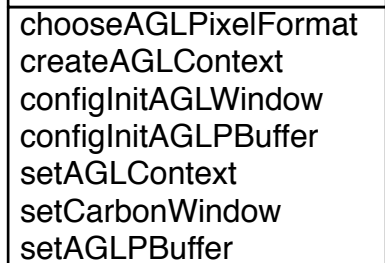 chooseAGLPixelFormat
createAGLContext
configInitAGLWindow
configInitAGLPBuffer
setAGLContext
setCarbonWindow
setAGLPBuffer